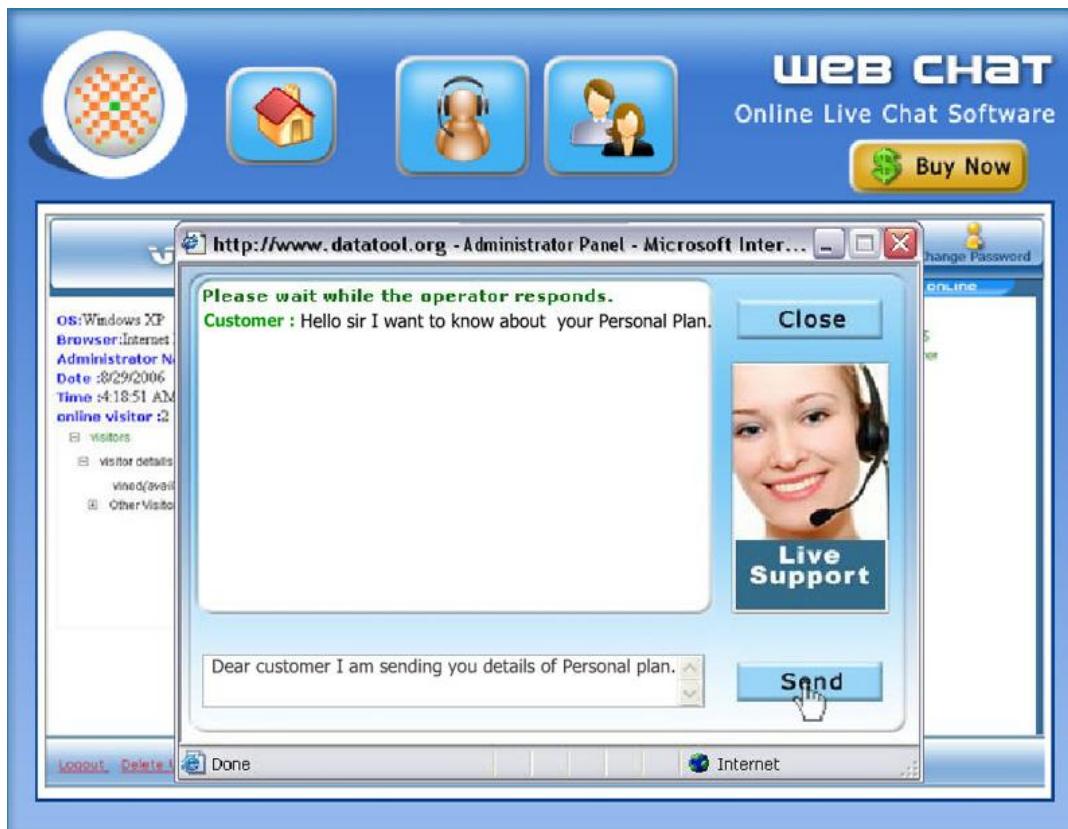 WEB CHAT
Online Live Chat Software
Buy Now
http://www.datatool.org - Administrator Panel - Microsoft Inter...
Change Password
ONLINE
Please wait while the operator responds.
Customer : Hello sir I want to know about your Personal Plan.
Close
OS:Windows XP
Browser:Internet
Administrator
Date :8/29/2006
Time :4:18:51 AM
online visitor :2
visitors
visitor details
Other
Live
Support
Dear customer I am sending you details of Personal plan.
Send
Logout Delete
Done
Internet